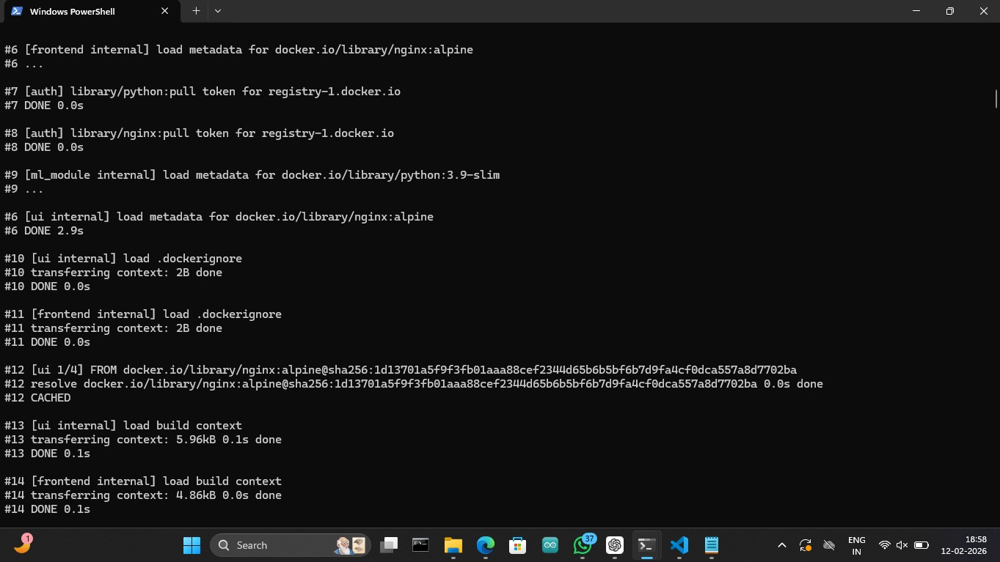 Windows PowerShell
#6 [frontend internal] load metadata for docker.io/library/nginx:alpine
#6 ...
#7 [auth] library/python:pull token for registry-1.docker.io
#7 DONE 0.0s
#8 [auth] library/nginx:pull token for registry-1.docker.io
#8 DONE 0.0s
#9 [ml_module internal] load metadata for docker.io/library/python:3.9-slim
#9 ...
#6 [ui internal] load metadata for docker.io/library/nginx:alpine
#6 DONE 2.9s
#10 [ui internal] load .dockerignore
#10 transferring context: 2B done
#10 DONE 0.0s
#11 [frontend internal] load .dockerignore
#11 transferring context: 2B done
#11 DONE 0.0s
#12 [ui 1/4] FROM docker.io/library/nginx:alpine@sha256:1d13701a5f9f3fb01aaa88cef2344d65b6b5bf6b7d9fa4cf0dca557a8d7702ba
#12 resolve docker.io/library/nginx:alpine@sha256:1d13701a5f9f3fb01aaa88cef2344d65b6b5bf6b7d9fa4cf0dca557a8d7702ba 0.0s done
#12 CACHED
#13 [ui internal] load build context
#13 transferring context: 5.96kB 0.1s done
#13 DONE 0.1s
#14 [frontend internal] load build context
#14 transferring context: 4.86kB 0.0s done
#14 DONE 0.1s
1
Search
37
ENG
IN
18:58
12-02-2026